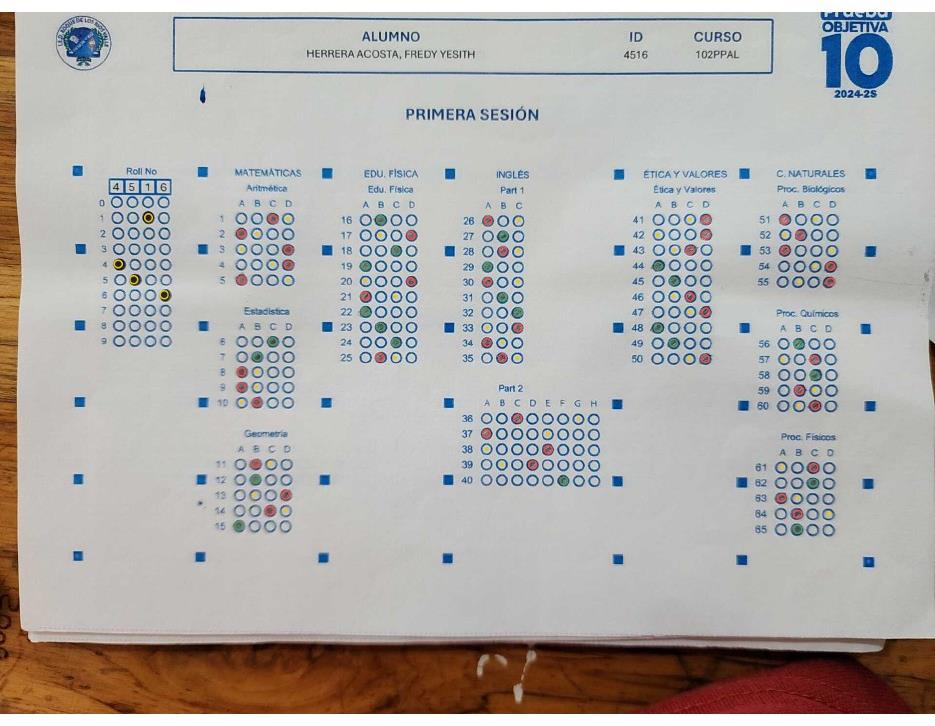 Prueba
OBJETIVA
10
2024-2S
ALUMNO ID CURSO
HERRERA ACOSTA, FREDY YESITH 4516 102PPAL
PRIMERA SESIÓN
Roll No
4 5 1 6
0
1
2
3
4
5
6
7
8
9
MATEMÁTICAS
Aritmética
A B C D
1
2
3
4
5
Estadística
A B C D
6
7
8
9
10
Geometría
A B C D
11
12
13
14
15
EDU. FÍSICA
Edu. Física
A B C D
16
17
18
19
20
21
22
23
24
25
INGLÉS
Part 1
A B C
26
27
28
29
30
31
32
33
34
35
Part 2
A B C D E F G H
36
37
38
39
40
ÉTICA Y VALORES
Ética y Valores
A B C D
41
42
43
44
45
46
47
48
49
50
C. NATURALES
Proc. Biológicos
A B C D
51
52
53
54
55
Proc. Químicos
A B C D
56
57
58
59
60
Proc. Físicos
A B C D
61
62
63
64
65